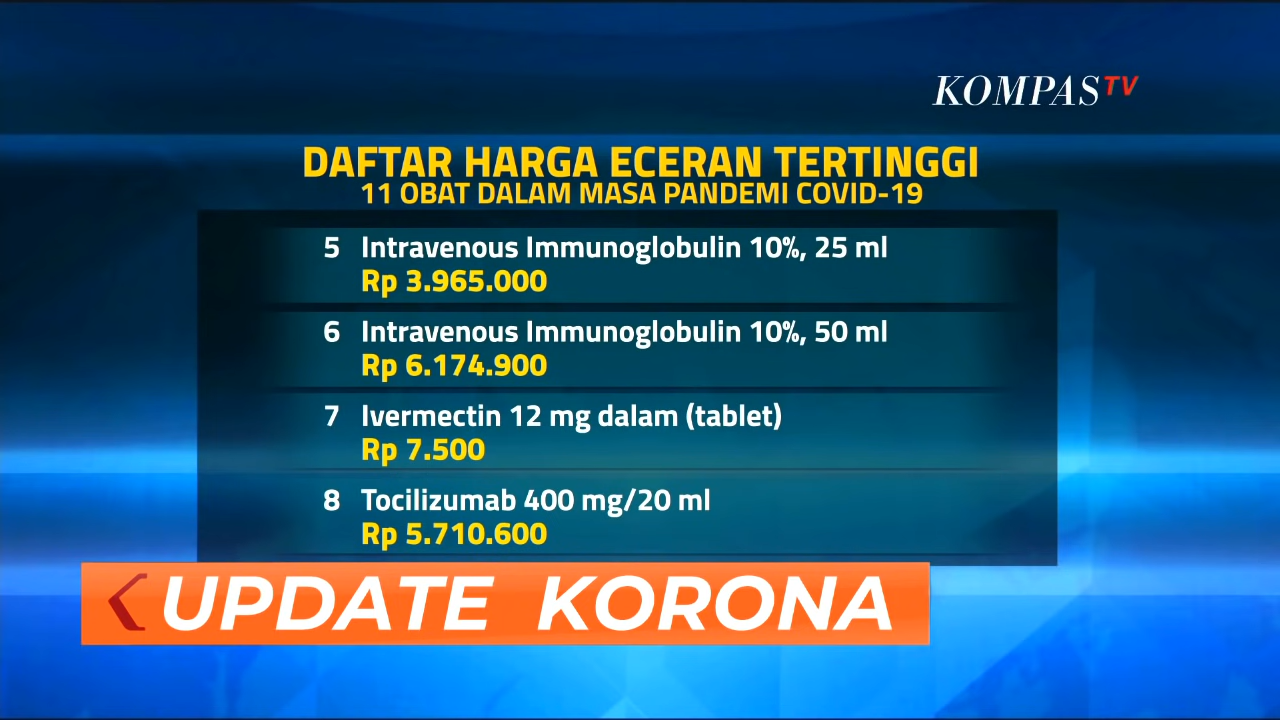 KOMPAS TV
DAFTAR HARGA ECERAN TERTINGGI
11 OBAT DALAM MASA PANDEMI COVID-19
5 Intravenous Immunoglobulin 10%, 25 ml
Rp 3.965.000
6 Intravenous Immunoglobulin 10%, 50 ml
Rp 6.174.900
7 Ivermectin 12 mg dalam (tablet)
Rp 7.500
8 Tocilizumab 400 mg/20 ml
Rp 5.710.600
UPDATE KORONA